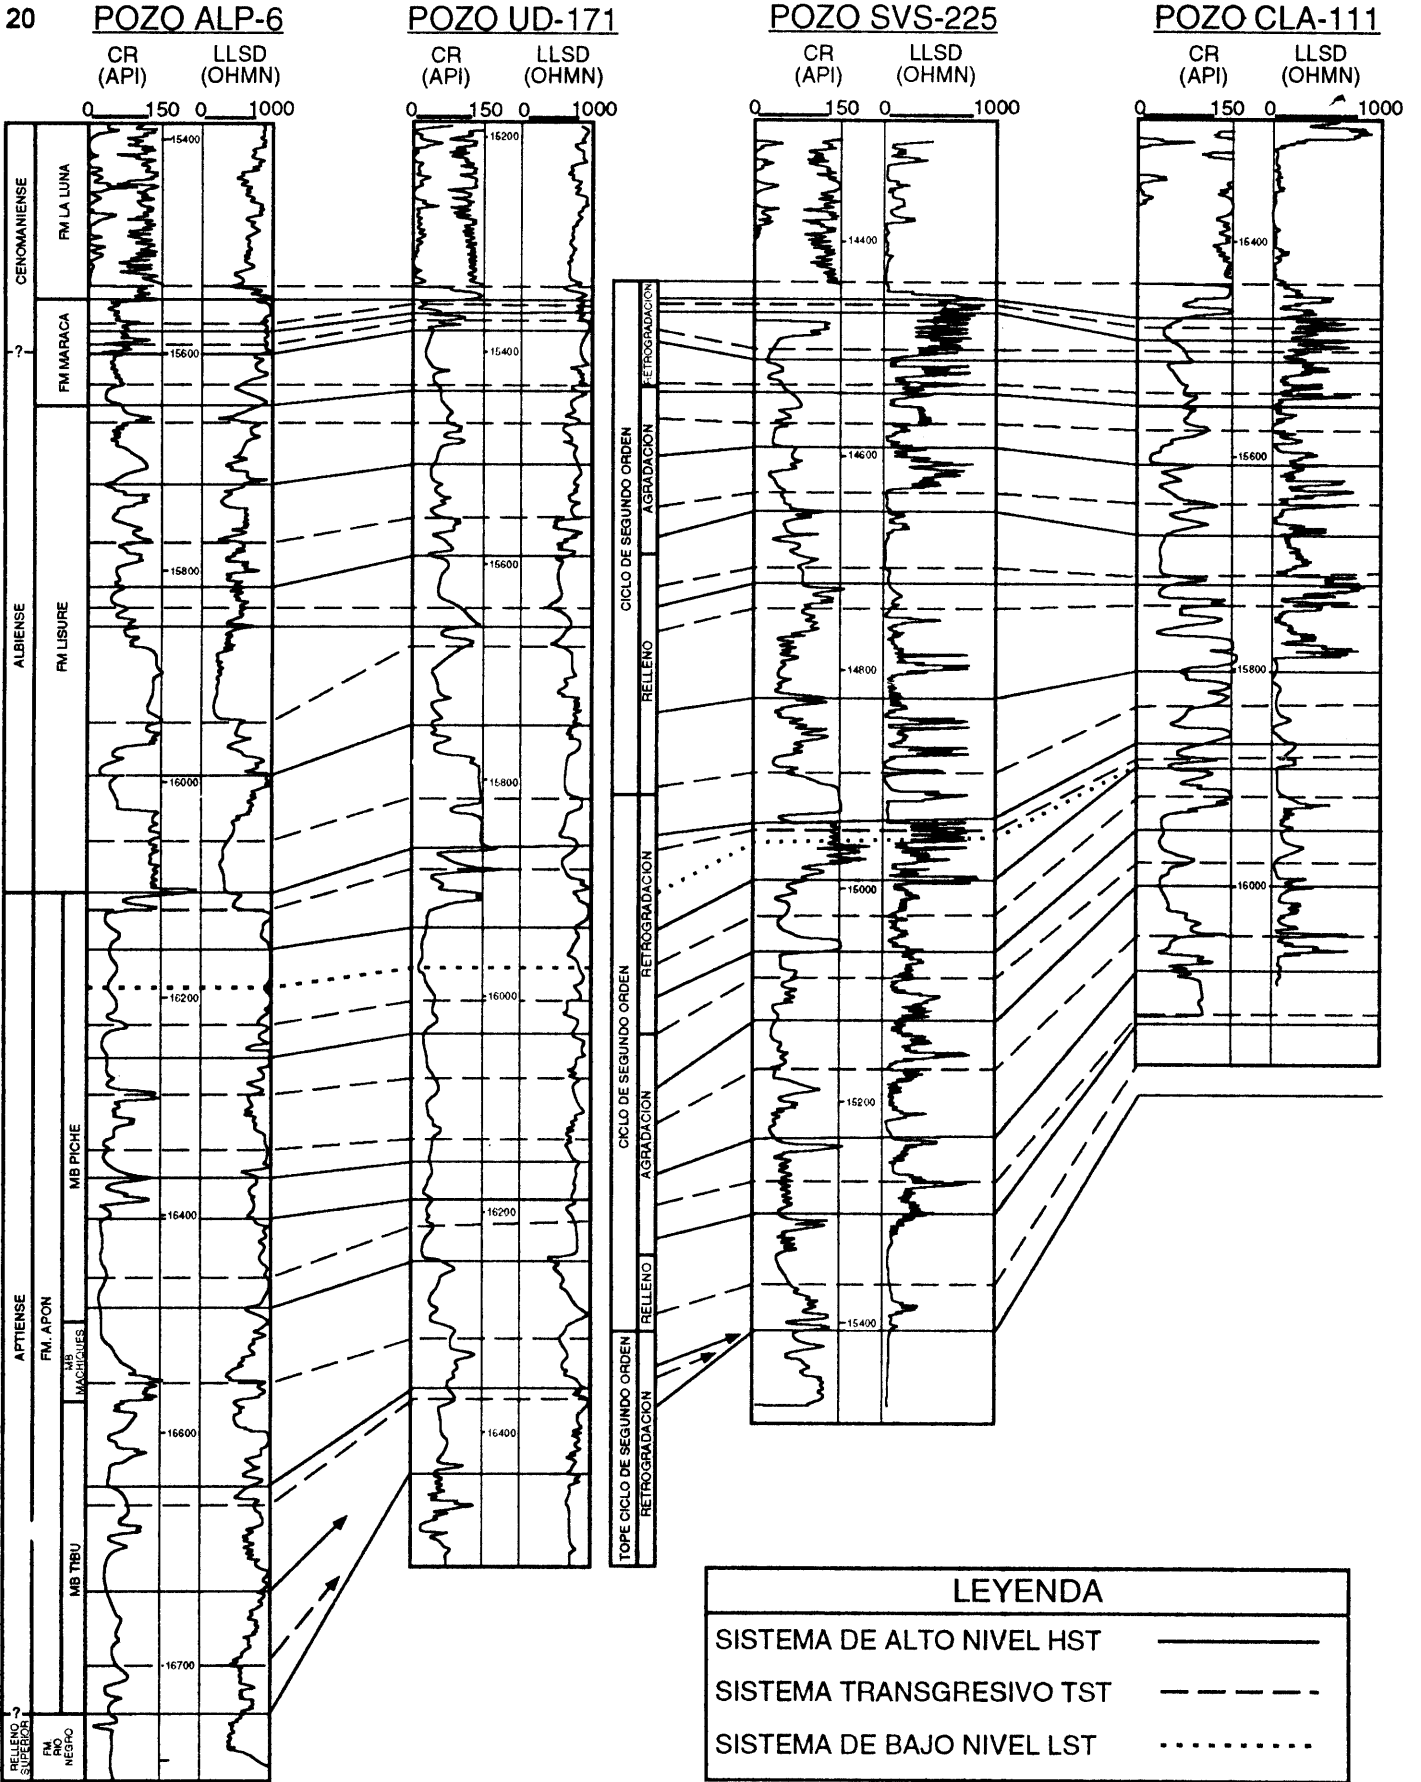 20
POZO ALP-6
POZO UD-171
POZO SVS-225
POZO CLA-111
CR
(API)
LLSD
(OHMN)
CR
(API)
LLSD
(OHMN)
CR
(API)
LLSD
(OHMN)
CR
(API)
LLSD
(OHMN)
0 150 0 1000
0 150 0 1000
0 150 0 1000
0 150 0 1000
CENOMANIENSE
-?-
ALBIENSE
APTIENSE
-?-
RELLENO
SUPERIOR
FM LA LUNA
FM MARACA
FM LISURE
FM. APON
FM.
RIO
NEGRO
MB PICHE
MB
MACHIQUES
MB TIBU
15400
15600
15800
16000
16200
16400
16600
16700
15200
15400
15600
15800
16000
16200
16400
CICLO DE SEGUNDO ORDEN
CICLO DE SEGUNDO ORDEN
TOPE CICLO DE SEGUNDO ORDEN
RETROGRADACION
AGRADACION
RELLENO
RETROGRADACION
AGRADACION
RELLENO
RETROGRADACION
14400
14600
14800
15000
15200
15400
15400
15600
15800
16000
LEYENDA
SISTEMA DE ALTO NIVEL HST
SISTEMA TRANSGRESIVO TST
SISTEMA DE BAJO NIVEL LST